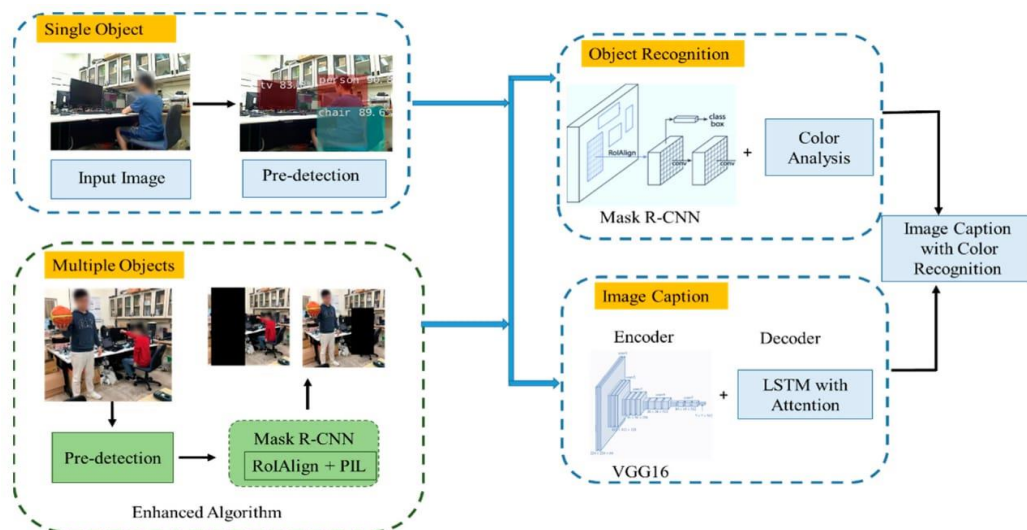 Single Object
tv 83.
person 90.8
chair 89.6
Input Image
Pre-detection
Multiple Objects
Pre-detection
Mask R-CNN
RoIAlign + PIL
Enhanced Algorithm
Object Recognition
RoIAlign
conv
conv
class
box
+
Color
Analysis
Mask R-CNN
Image Caption
Encoder
Decoder
+
LSTM with
Attention
VGG16
Image Caption
with Color
Recognition